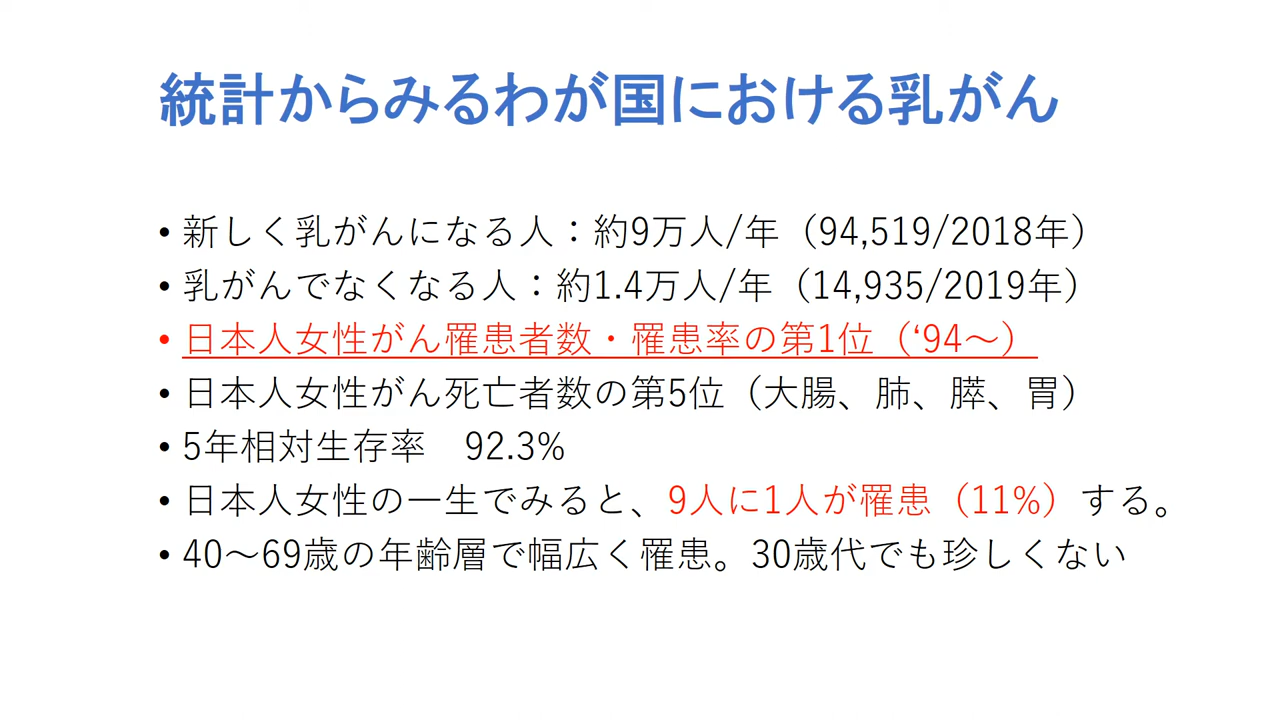 統計からみるわが国における乳がん
• 新しく乳がんになる人：約9万人/年（94,519/2018年）
• 乳がんでなくなる人：約1.4万人/年（14,935/2019年）
• 日本人女性がん罹患者数・罹患率の第1位（‘94～）
• 日本人女性がん死亡者数の第5位（大腸、肺、膵、胃）
• 5年相対生存率　92.3%
• 日本人女性の一生でみると、9人に1人が罹患（11%）する。
• 40～69歳の年齢層で幅広く罹患。30歳代でも珍しくない